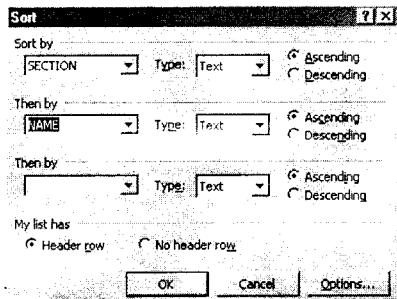 Sort
Sort by
SECTION Type: Text Ascending
Descending
Then by
NAME Type: Text Ascending
Descending
Then by
Type: Text Ascending
Descending
My list has
Header row No header row
OK Cancel Options...